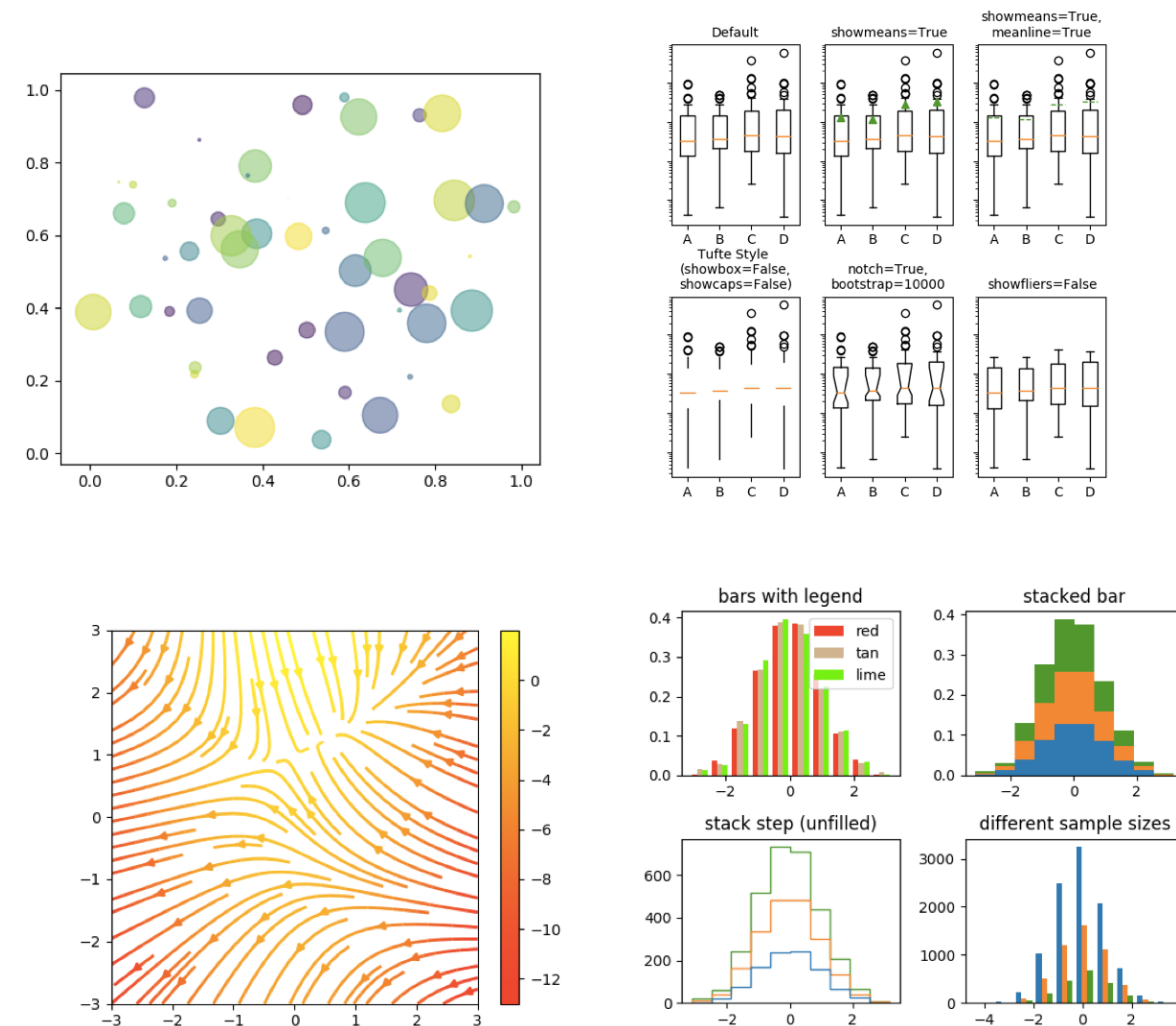 1.0
0.8
0.6
0.4
0.2
0.0
0.0 0.2 0.4 0.6 0.8 1.0
Default
A B C D
showmeans=True
A B C D
showmeans=True,
meanline=True
A B C D
Tufte Style
(showbox=False,
showcaps=False)
A B C D
notch=True,
bootstrap=10000
A B C D
showfliers=False
A B C D
3
2
1
0
−1
−2
−3
−3 −2 −1 0 1 2 3
0
−2
−4
−6
−8
−10
−12
bars with legend
0.4
0.3
0.2
0.1
0.0
−2 0 2
red
tan
lime
stacked bar
0.4
0.3
0.2
0.1
0.0
−2 0 2
stack step (unfilled)
600
400
200
0
−2 0 2
different sample sizes
3000
2000
1000
0
−4 −2 0 2